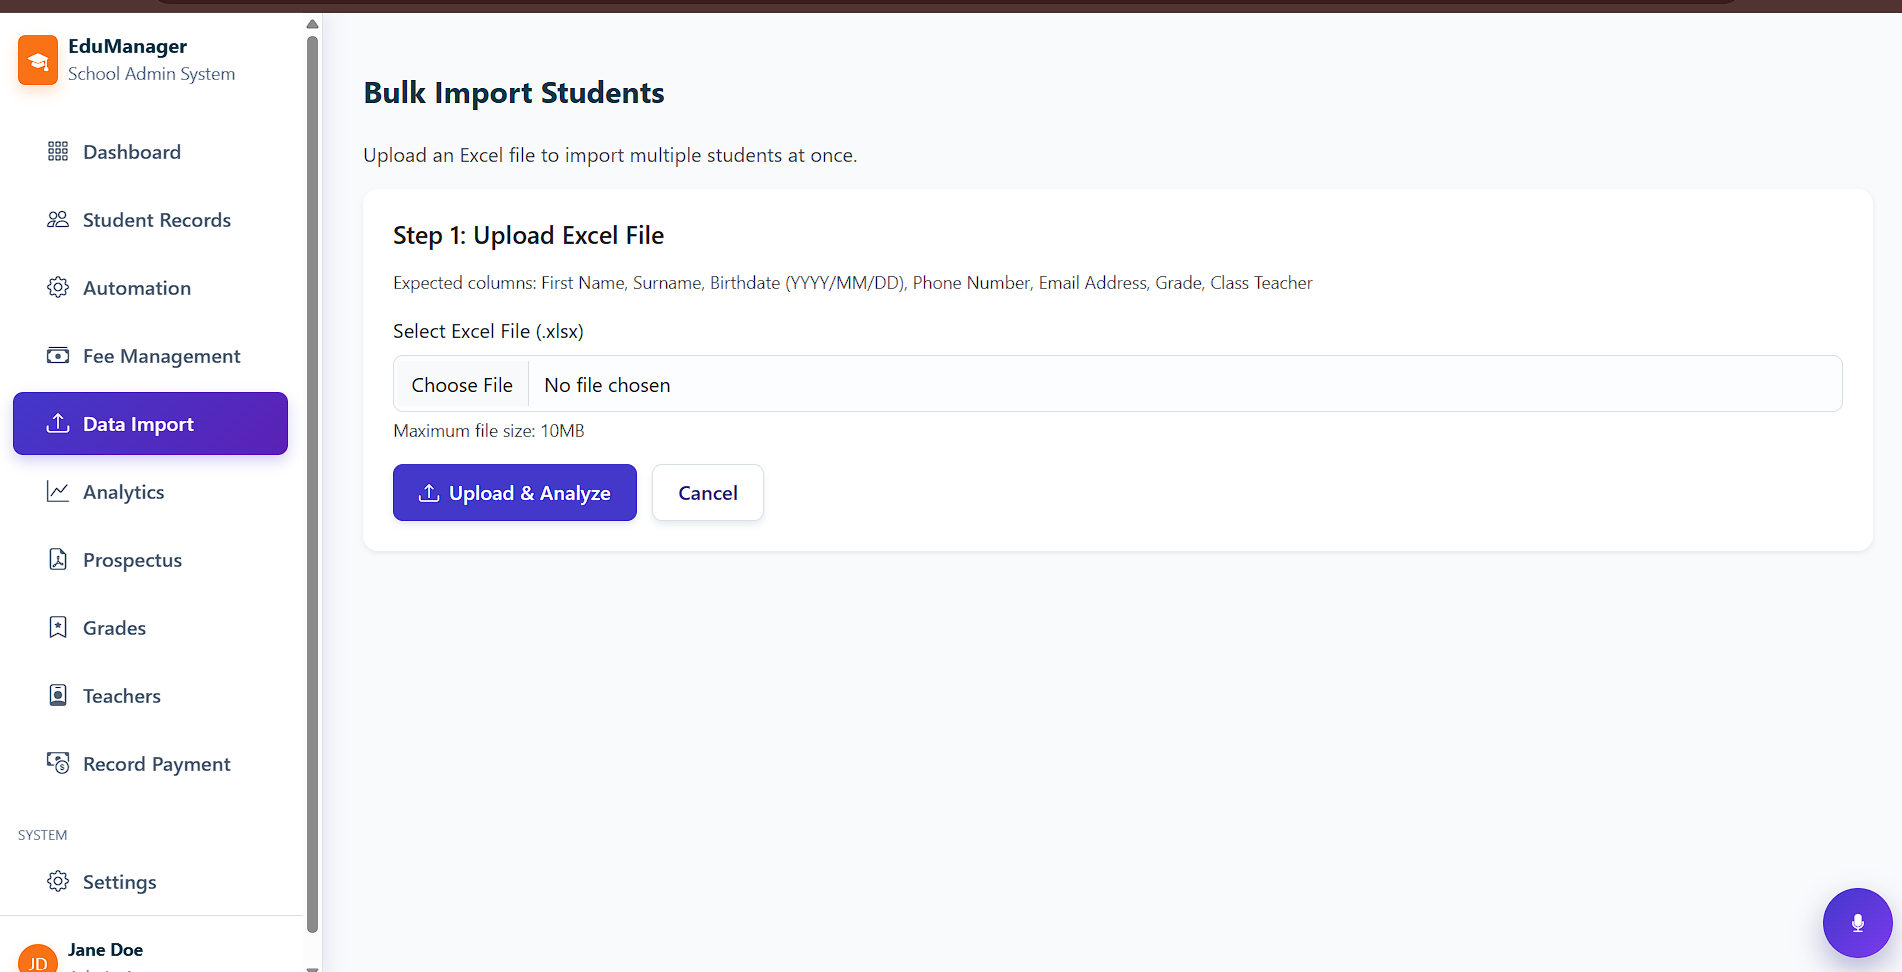 EduManager
School Admin System
Dashboard
Student Records
Automation
Fee Management
Data Import
Analytics
Prospectus
Grades
Teachers
Record Payment
SYSTEM
Settings
Jane Doe
JD
Bulk Import Students
Upload an Excel file to import multiple students at once.
Step 1: Upload Excel File
Expected columns: First Name, Surname, Birthdate (YYYY/MM/DD), Phone Number, Email Address, Grade, Class Teacher
Select Excel File (.xlsx)
Choose File No file chosen
Maximum file size: 10MB
Upload & Analyze Cancel